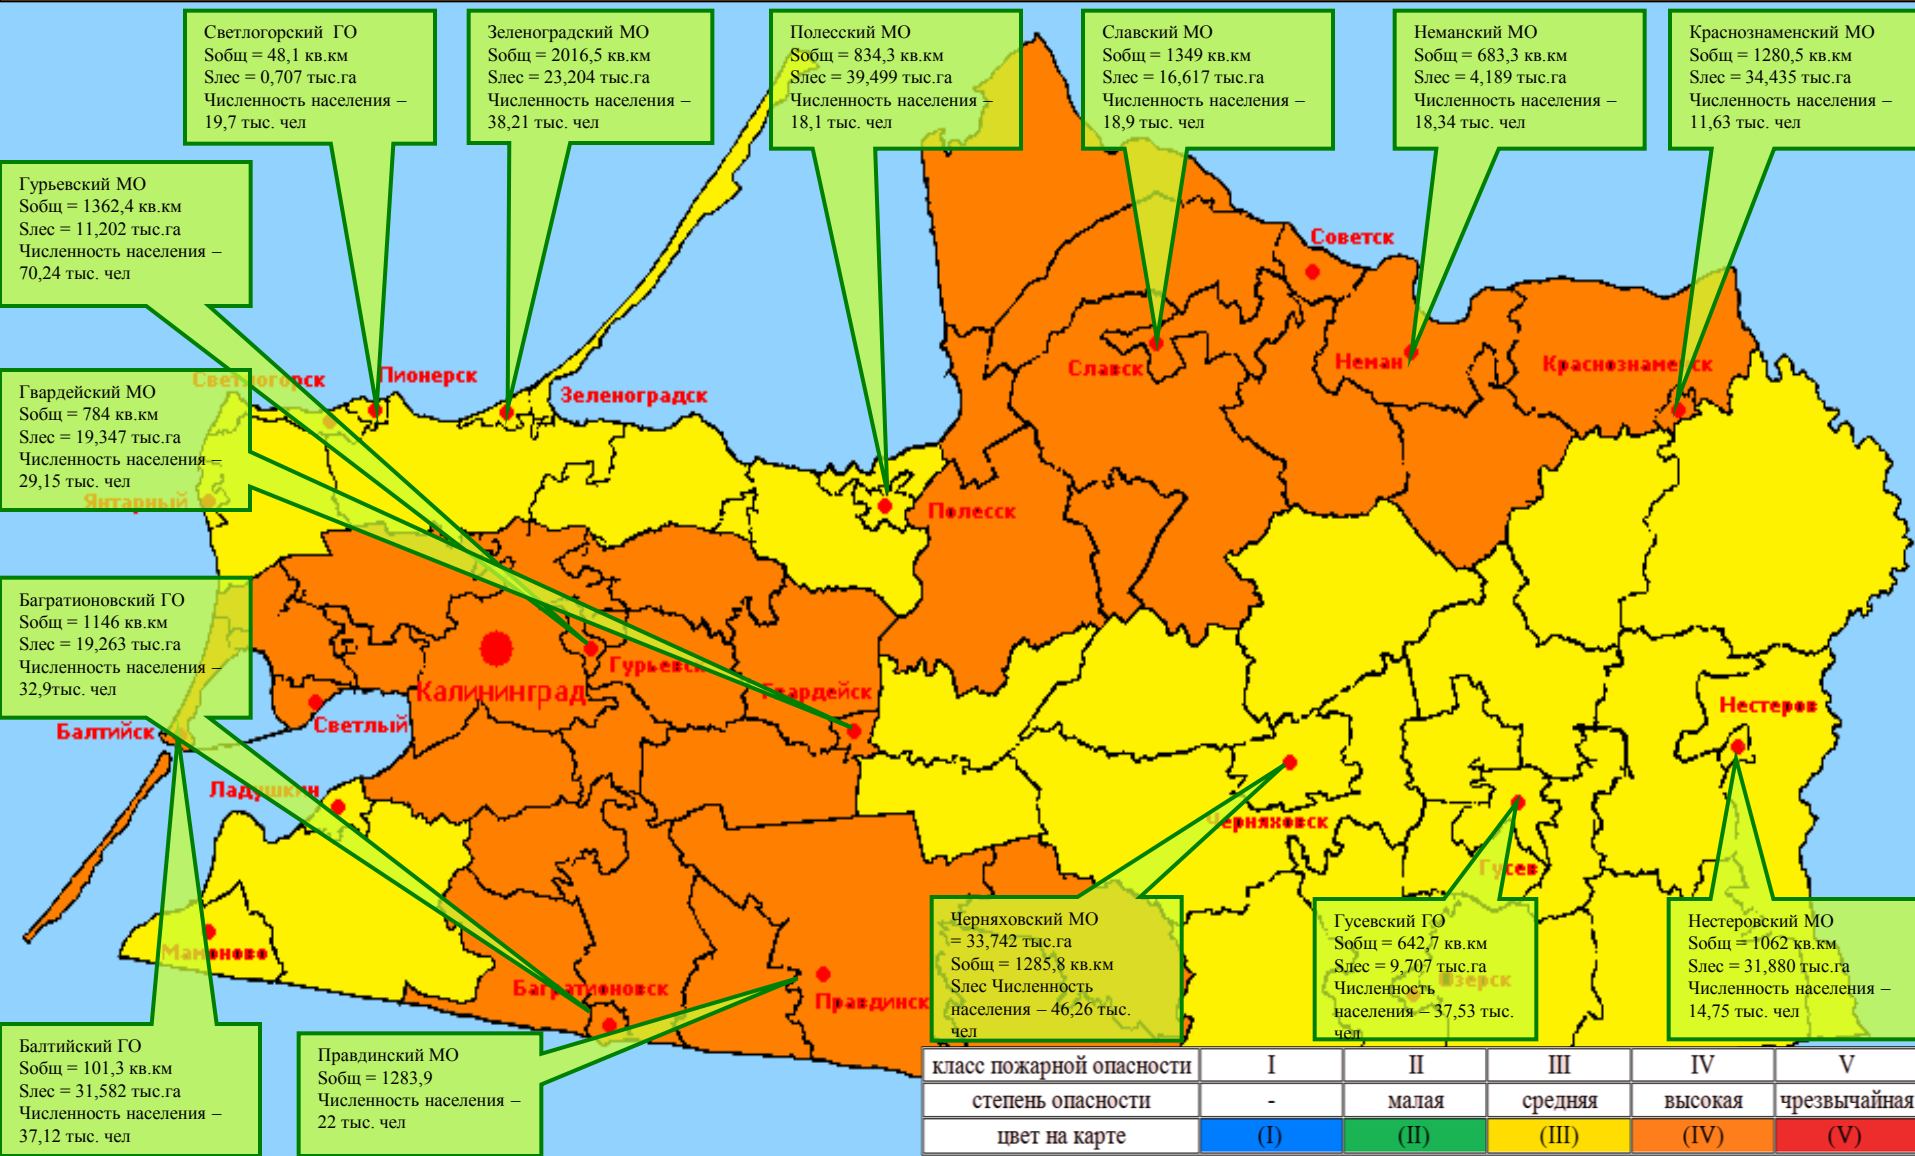 Светлогорский ГО
Sобщ = 48,1 кв.км
Sлес = 0,707 тыс.га
Численность населения –
19,7 тыс. чел
Зеленоградский МО
Sобщ = 2016,5 кв.км
Sлес = 23,204 тыс.га
Численность населения –
38,21 тыс. чел
Полесский МО
Sобщ = 834,3 кв.км
Sлес = 39,499 тыс.га
Численность населения –
18,1 тыс. чел
Славский МО
Sобщ = 1349 кв.км
Sлес = 16,617 тыс.га
Численность населения –
18,9 тыс. чел
Неманский МО
Sобщ = 683,3 кв.км
Sлес = 4,189 тыс.га
Численность населения –
18,34 тыс. чел
Краснознаменский МО
Sобщ = 1280,5 кв.км
Sлес = 34,435 тыс.га
Численность населения –
11,63 тыс. чел
Гурьевский МО
Sобщ = 1362,4 кв.км
Sлес = 11,202 тыс.га
Численность населения –
70,24 тыс. чел
Гвардейский МО
Sобщ = 784 кв.км
Sлес = 19,347 тыс.га
Численность населения –
29,15 тыс. чел
Багратионовский ГО
Sобщ = 1146 кв.км
Sлес = 19,263 тыс.га
Численность населения –
32,9тыс. чел
Балтийский ГО
Sобщ = 101,3 кв.км
Sлес = 31,582 тыс.га
Численность населения –
37,12 тыс. чел
Правдинский МО
Sобщ = 1283,9
Численность населения –
22 тыс. чел
Черняховский МО
= 33,742 тыс.га
Sобщ = 1285,8 кв.км
Sлес Численность
населения – 46,26 тыс.
чел
Гусевский ГО
Sобщ = 642,7 кв.км
Sлес = 9,707 тыс.га
Численность
населения – 37,53 тыс.
чел
Нестеровский МО
Sобщ = 1062 кв.км
Sлес = 31,880 тыс.га
Численность населения –
14,75 тыс. чел
Советск
Светлогорск
Пионерск
Зеленоградск
Славск
Неман
Краснознаменск
Янтарный
Полесск
Гурьевск
Калининград
Гвардейск
Светлый
Балтийск
Нестеров
Ладушкин
Черняховск
Гусев
Мамоново
Багратионовск
Правдинск
Озерск
класс пожарной опасности I II III IV V
степень опасности - малая средняя высокая чрезвычайная
цвет на карте (I) (II) (III) (IV) (V)